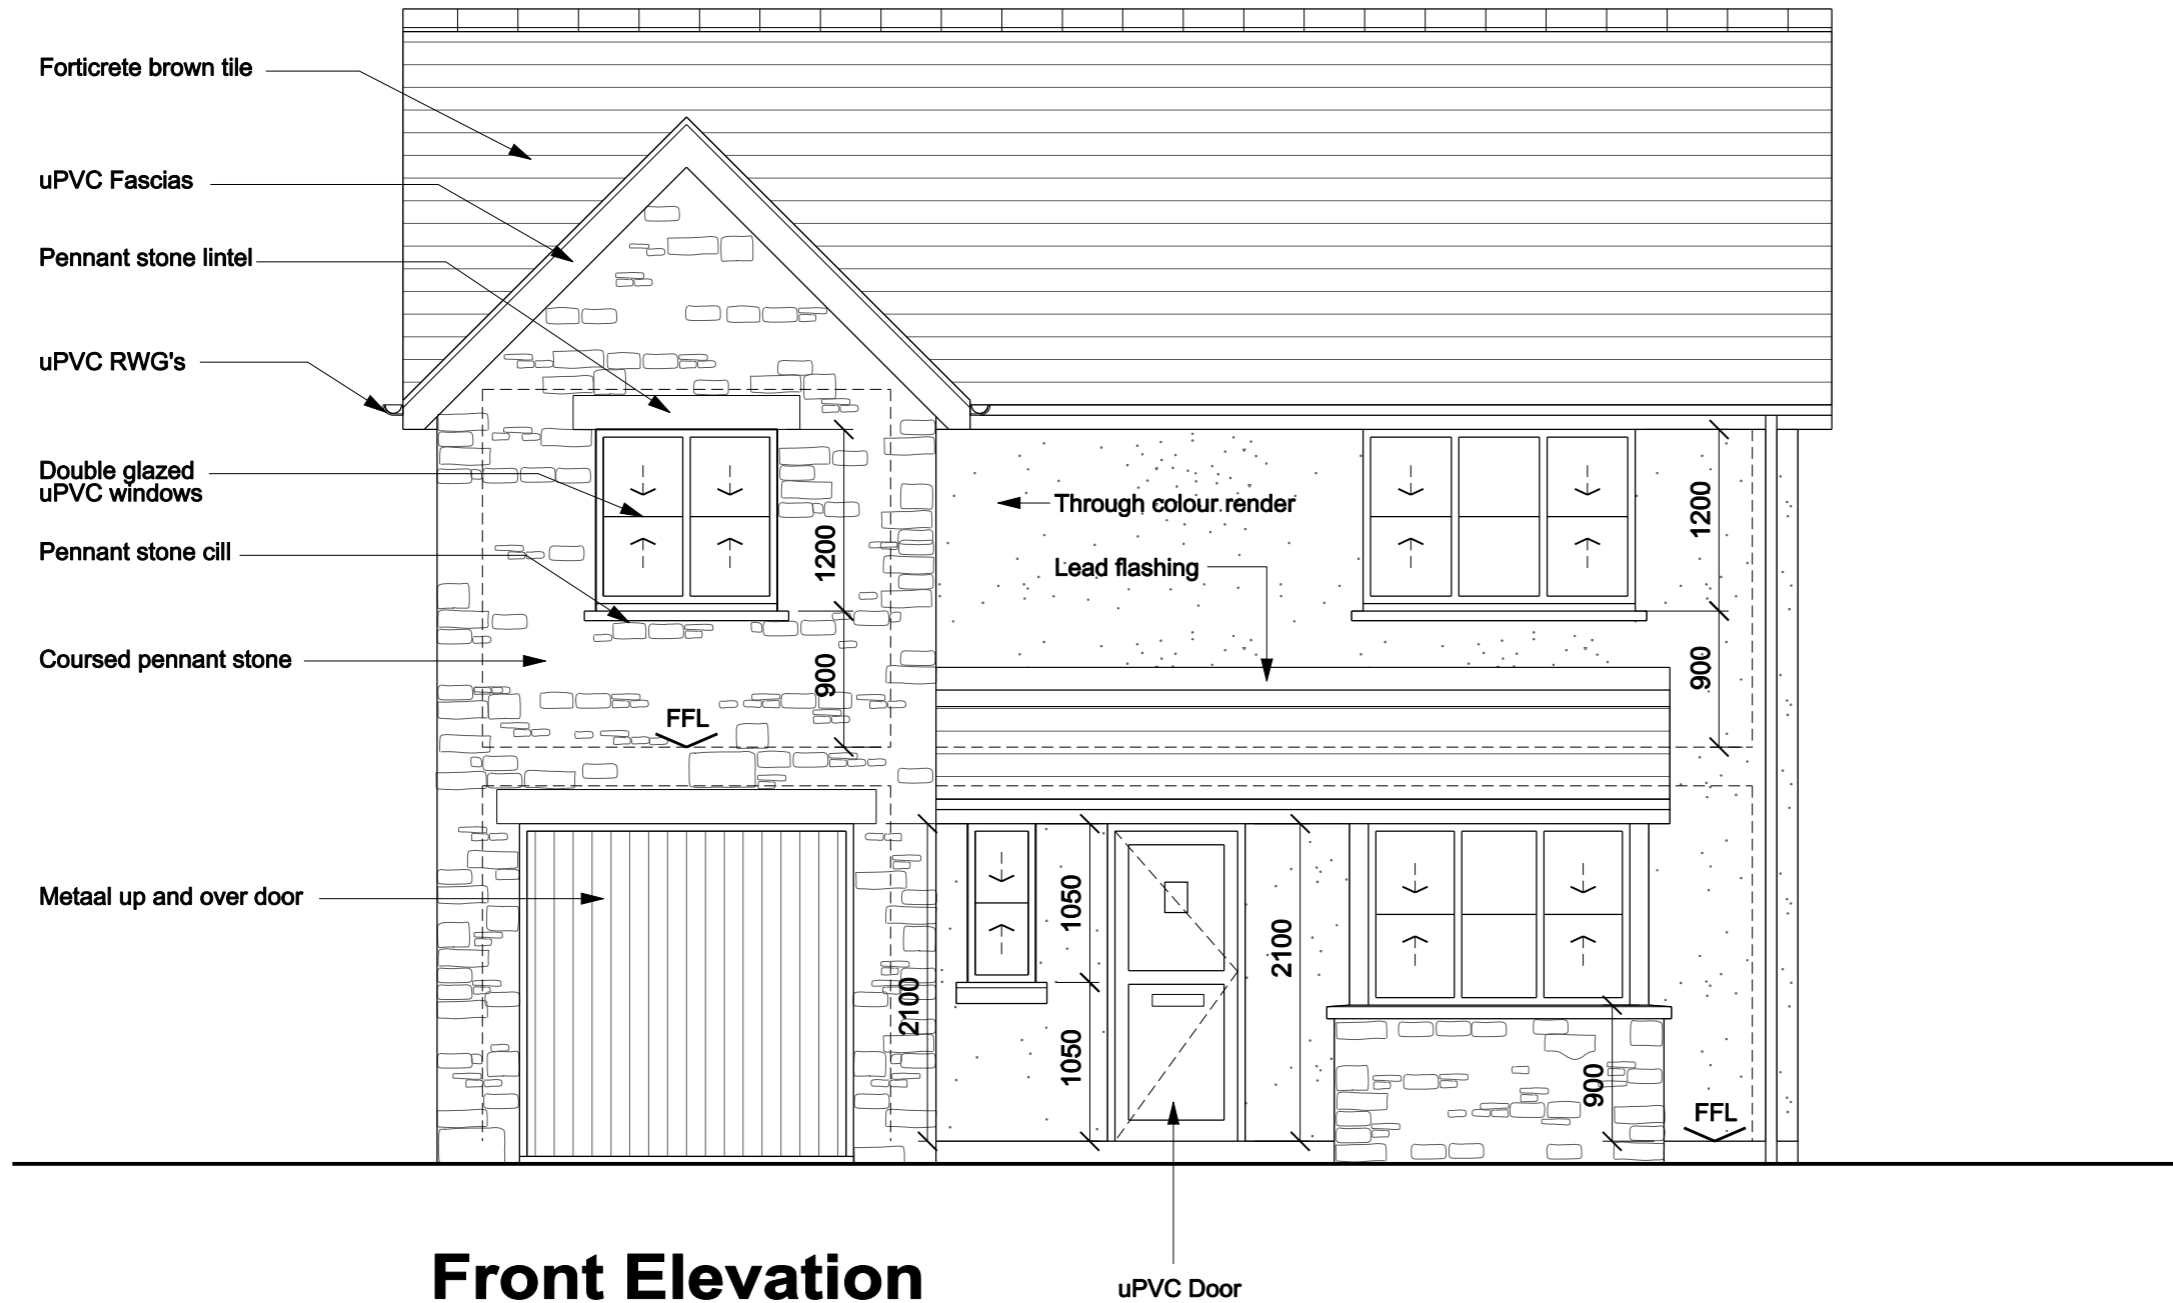 Forticrete brown tile
uPVC Fascias
Pennant stone lintel
uPVC RWG's
Double glazed
uPVC windows
Pennant stone cill
Coursed pennant stone
Metaal up and over door
Through colour render
Lead flashing
1200
900
FFL
1200
900
2100
1050
1050
2100
900
FFL
uPVC Door
Front Elevation